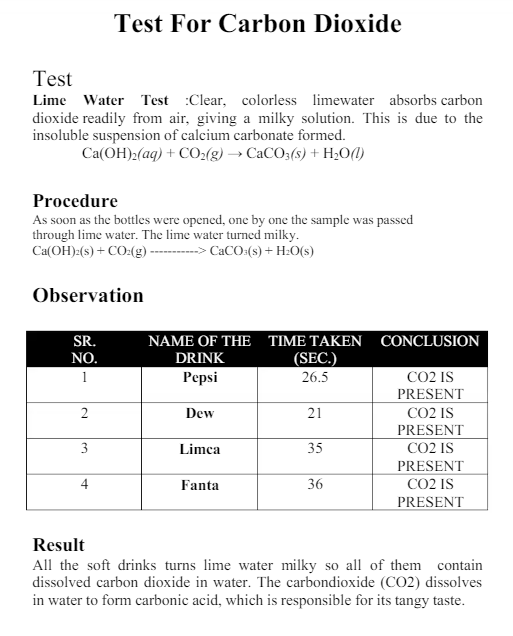 Test For Carbon Dioxide
Test
Lime Water Test :Clear, colorless limewater absorbs carbon
dioxide readily from air, giving a milky solution. This is due to the
insoluble suspension of calcium carbonate formed.
Ca(OH)₂(aq) + CO₂(g) → CaCO₃(s) + H₂O(l)
Procedure
As soon as the bottles were opened, one by one the sample was passed
through lime water. The lime water turned milky.
Ca(OH)₂(s) + CO₂(g) -----------> CaCO₃(s) + H₂O(s)
Observation
SR. NO. NAME OF THE DRINK TIME TAKEN (SEC.) CONCLUSION
1 Pepsi 26.5 CO2 IS PRESENT
2 Dew 21 CO2 IS PRESENT
3 Limca 35 CO2 IS PRESENT
4 Fanta 36 CO2 IS PRESENT
Result
All the soft drinks turns lime water milky so all of them contain
dissolved carbon dioxide in water. The carbondioxide (CO2) dissolves
in water to form carbonic acid, which is responsible for its tangy taste.